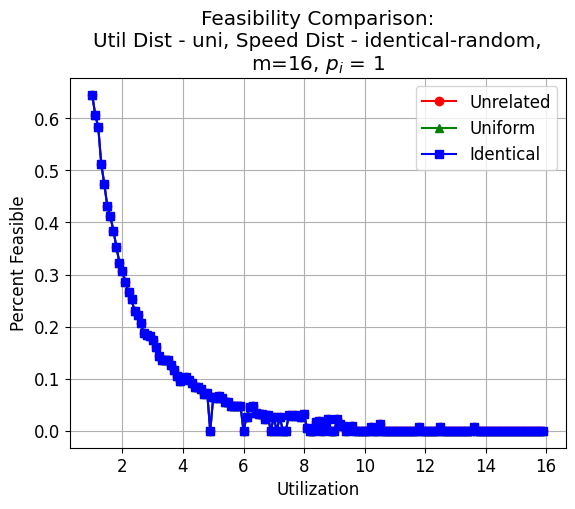 Feasibility Comparison:
Util Dist - uni, Speed Dist - identical-random,
m=16, $p_i$ = 1
Unrelated
Uniform
Identical
Percent Feasible
0.6
0.5
0.4
0.3
0.2
0.1
0.0
2 4 6 8 10 12 14 16
Utilization